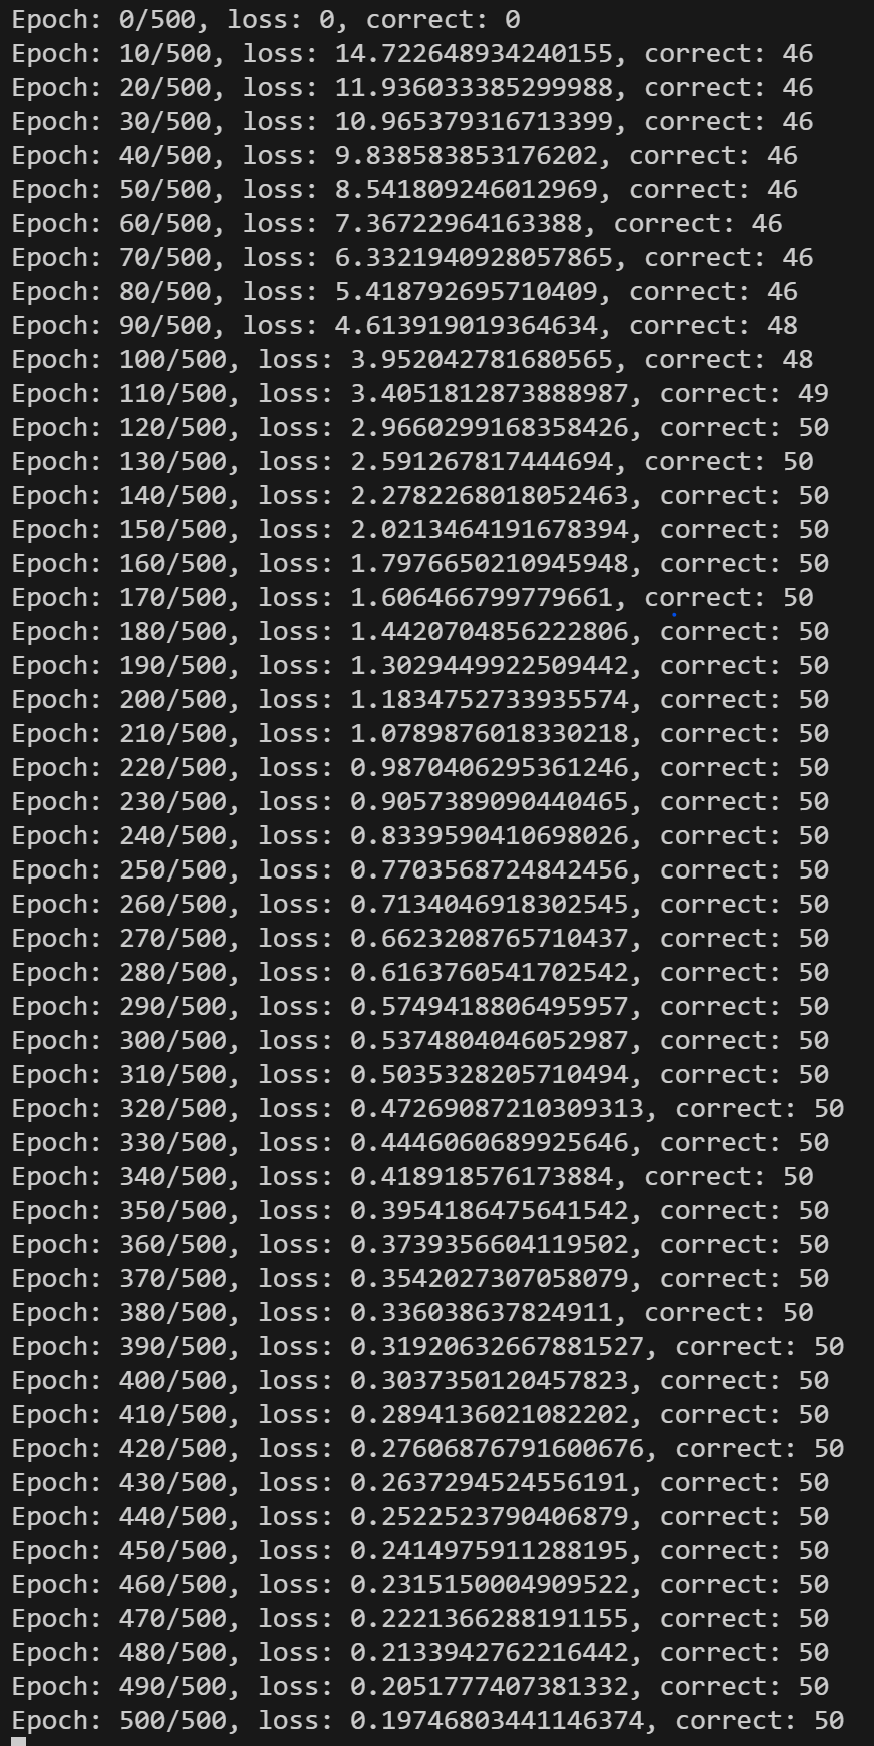 Epoch: 0/500, loss: 0, correct: 0
Epoch: 10/500, loss: 14.722648934240155, correct: 46
Epoch: 20/500, loss: 11.936033385299988, correct: 46
Epoch: 30/500, loss: 10.965379316713399, correct: 46
Epoch: 40/500, loss: 9.838583853176202, correct: 46
Epoch: 50/500, loss: 8.541809246012969, correct: 46
Epoch: 60/500, loss: 7.36722964163388, correct: 46
Epoch: 70/500, loss: 6.3321940928057865, correct: 46
Epoch: 80/500, loss: 5.418792695710409, correct: 46
Epoch: 90/500, loss: 4.613919019364634, correct: 48
Epoch: 100/500, loss: 3.952042781680565, correct: 48
Epoch: 110/500, loss: 3.4051812873888987, correct: 49
Epoch: 120/500, loss: 2.9660299168358426, correct: 50
Epoch: 130/500, loss: 2.591267817444694, correct: 50
Epoch: 140/500, loss: 2.2782268018052463, correct: 50
Epoch: 150/500, loss: 2.0213464191678394, correct: 50
Epoch: 160/500, loss: 1.7976650210945948, correct: 50
Epoch: 170/500, loss: 1.606466799779661, correct: 50
Epoch: 180/500, loss: 1.4420704856222806, correct: 50
Epoch: 190/500, loss: 1.3029449922509442, correct: 50
Epoch: 200/500, loss: 1.1834752733935574, correct: 50
Epoch: 210/500, loss: 1.0789876018330218, correct: 50
Epoch: 220/500, loss: 0.9870406295361246, correct: 50
Epoch: 230/500, loss: 0.9057389090440465, correct: 50
Epoch: 240/500, loss: 0.8339590410698026, correct: 50
Epoch: 250/500, loss: 0.7703568724842456, correct: 50
Epoch: 260/500, loss: 0.7134046918302545, correct: 50
Epoch: 270/500, loss: 0.6623208765710437, correct: 50
Epoch: 280/500, loss: 0.6163760541702542, correct: 50
Epoch: 290/500, loss: 0.5749418806495957, correct: 50
Epoch: 300/500, loss: 0.5374804046052987, correct: 50
Epoch: 310/500, loss: 0.5035328205710494, correct: 50
Epoch: 320/500, loss: 0.47269087210309313, correct: 50
Epoch: 330/500, loss: 0.4446060689925646, correct: 50
Epoch: 340/500, loss: 0.418918576173884, correct: 50
Epoch: 350/500, loss: 0.3954186475641542, correct: 50
Epoch: 360/500, loss: 0.3739356604119502, correct: 50
Epoch: 370/500, loss: 0.3542027307058079, correct: 50
Epoch: 380/500, loss: 0.336038637824911, correct: 50
Epoch: 390/500, loss: 0.31920632667881527, correct: 50
Epoch: 400/500, loss: 0.3037350120457823, correct: 50
Epoch: 410/500, loss: 0.2894136021082202, correct: 50
Epoch: 420/500, loss: 0.27606876791600676, correct: 50
Epoch: 430/500, loss: 0.2637294524556191, correct: 50
Epoch: 440/500, loss: 0.2522523790406879, correct: 50
Epoch: 450/500, loss: 0.2414975911288195, correct: 50
Epoch: 460/500, loss: 0.2315150004909522, correct: 50
Epoch: 470/500, loss: 0.2221366288191155, correct: 50
Epoch: 480/500, loss: 0.2133942762216442, correct: 50
Epoch: 490/500, loss: 0.2051777407381332, correct: 50
Epoch: 500/500, loss: 0.19746803441146374, correct: 50